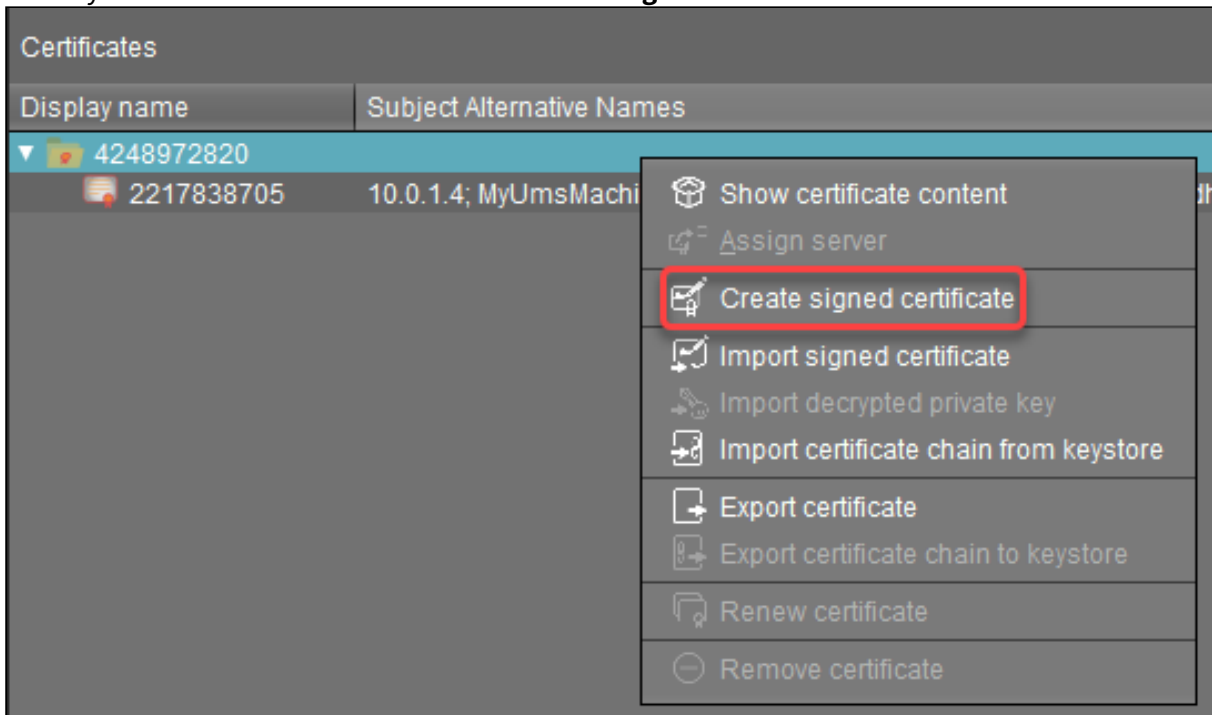 Certificates
Display name Subject Alternative Names
4248972820
2217838705 10.0.1.4; MyUmsMachi
Show certificate content
Assign server
Create signed certificate
Import signed certificate
Import decrypted private key
Import certificate chain from keystore
Export certificate
Export certificate chain to keystore
Renew certificate
Remove certificate